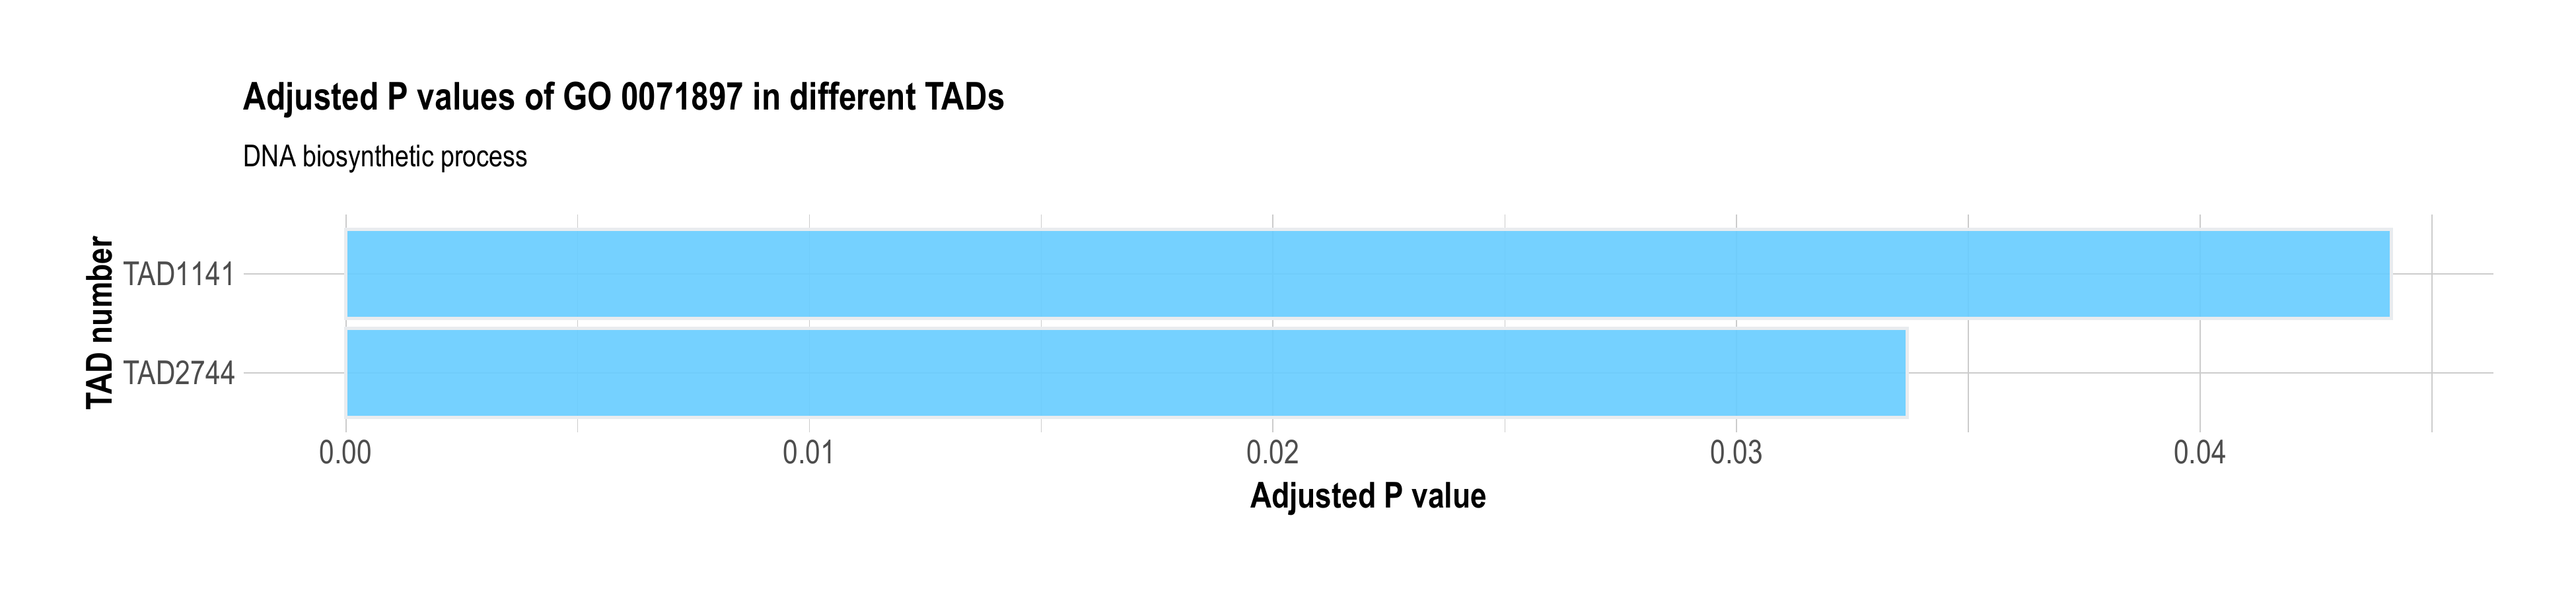 Adjusted P values of GO 0071897 in different TADs
DNA biosynthetic process
TAD number
TAD1141
TAD2744
0.00 0.01 0.02 0.03 0.04
Adjusted P value